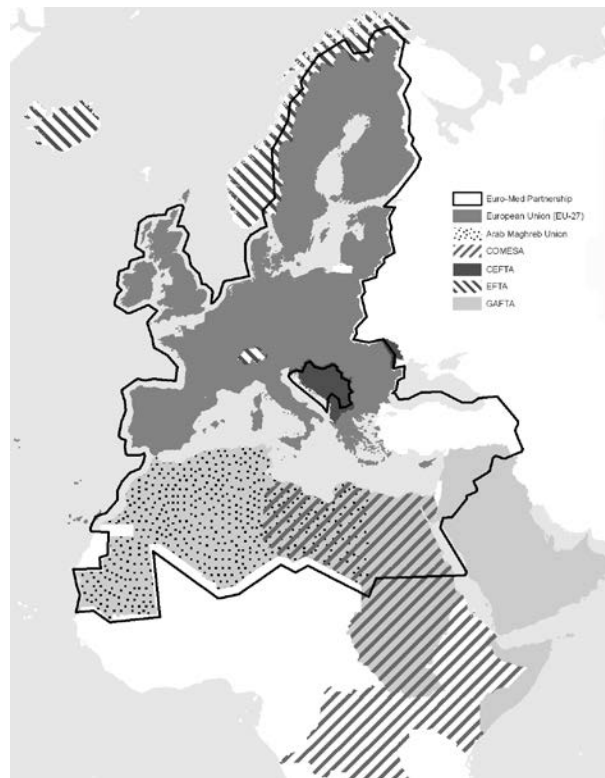 Euro-Med Partnership
European Union (EU-27)
Arab Maghreb Union
COMESA
CEFTA
EFTA
GAFTA